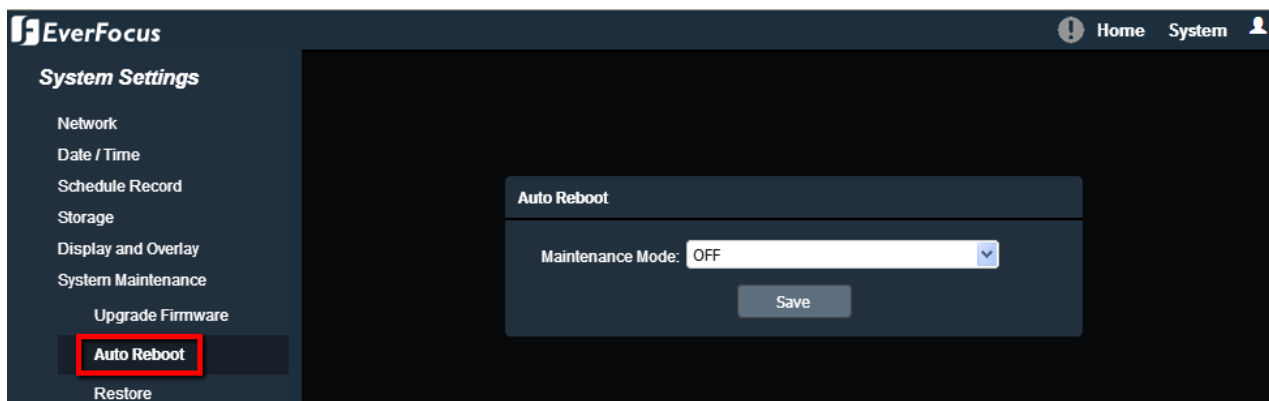 EverFocus
Home System
System Settings
Network
Date / Time
Schedule Record
Storage
Display and Overlay
System Maintenance
Upgrade Firmware
Auto Reboot
Restore
Auto Reboot
Maintenance Mode: OFF
Save